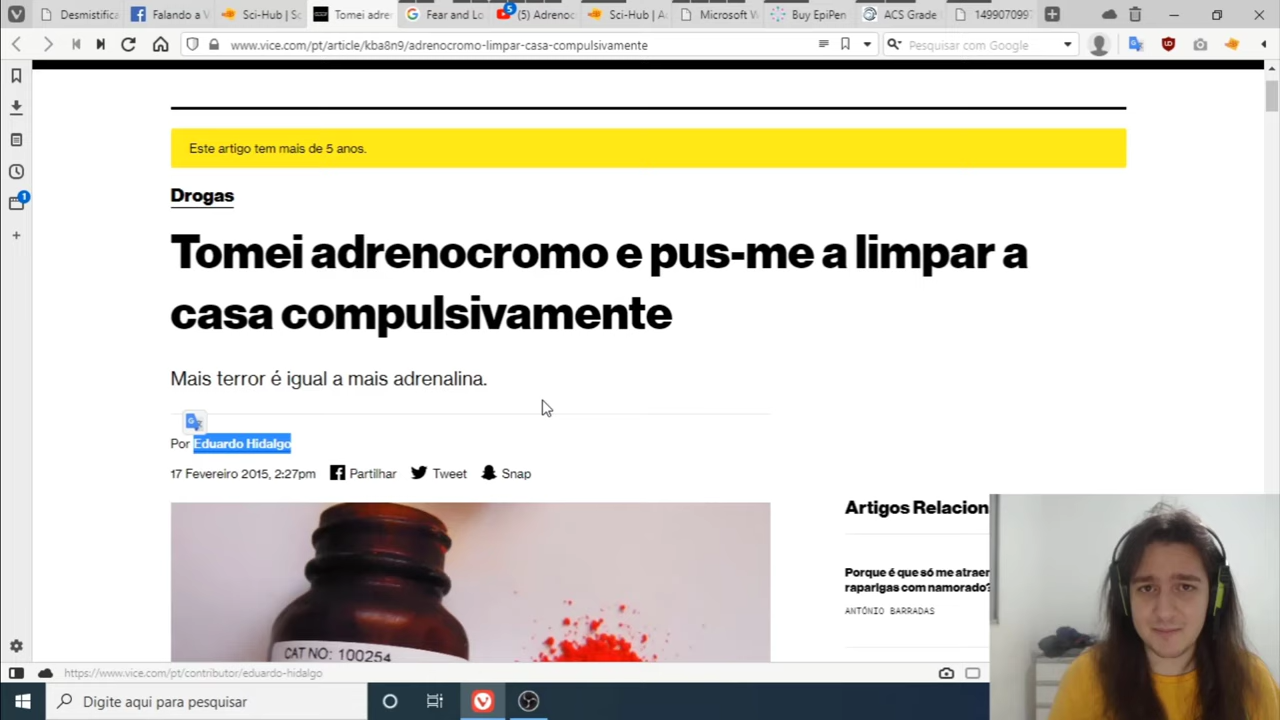 Desmistifica
Falando a V
Sci-Hub | Sc
Tomei adre
Fear and Lo
(5) Adrenoc
Sci-Hub | A
Microsoft W
Buy EpiPen
ACS Grade
1499070997
www.vice.com/pt/article/kba8n9/adrenocromo-limpar-casa-compulsivamente
Pesquisar com Google
Este artigo tem mais de 5 anos.
Drogas
Tomei adrenocromo e pus-me a limpar a
casa compulsivamente
Mais terror é igual a mais adrenalina.
Por Eduardo Hidalgo
17 Fevereiro 2015, 2:27pm
Partilhar
Tweet
Snap
Artigos Relacion
Porque é que só me atraem
raparigas com namorado?
ANTÓNIO BARRADAS
CAT NO: 100254
https://www.vice.com/pt/contributor/eduardo-hidalgo
Digite aqui para pesquisar